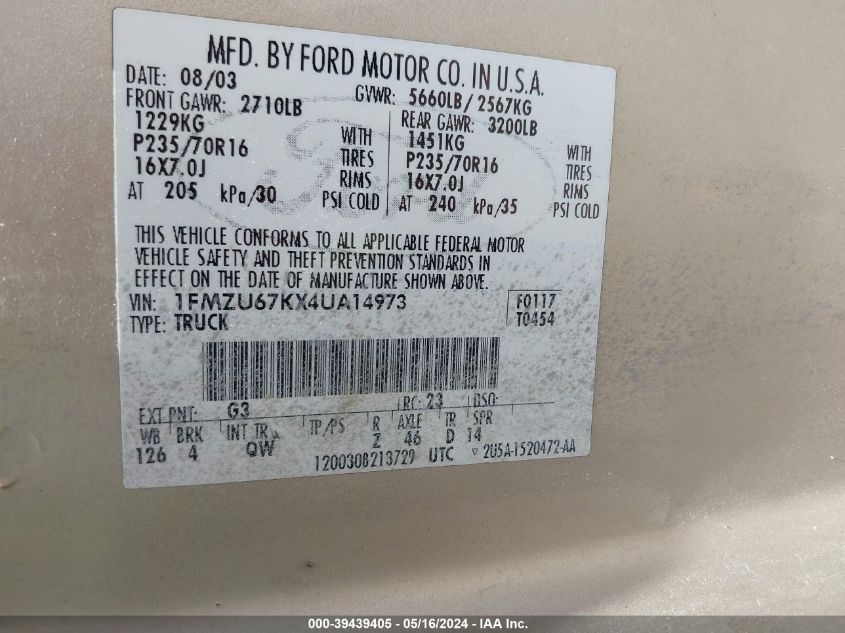 MFD. BY FORD MOTOR CO. IN U.S.A.
DATE: 08/03 GVWR: 5660LB/ 2567KG
FRONT GAWR: 2710LB REAR GAWR: 3200LB
1229KG WITH 1451KG WITH
P235/70R16 TIRES P235/70R16 TIRES
16X7.0J RIMS 16X7.0J RIMS
AT 205 kPa/30 PSI COLD AT 240 kPa/35 PSI COLD
THIS VEHICLE CONFORMS TO ALL APPLICABLE FEDERAL MOTOR
VEHICLE SAFETY AND THEFT PREVENTION STANDARDS IN
EFFECT ON THE DATE OF MANUFACTURE SHOWN ABOVE.
VIN: 1FMZU67KX4UA14973 F0117
TYPE: TRUCK T0454
EXT PNT: G3 RC: 23 DSO:
WB BRK INT TR TP/PS R AXLE TR SPR
126 4 QW Z 46 D 14
1200308213729 UTC ▽ 2U5A-1520472-AA
000-39439405 - 05/16/2024 - IAA Inc.